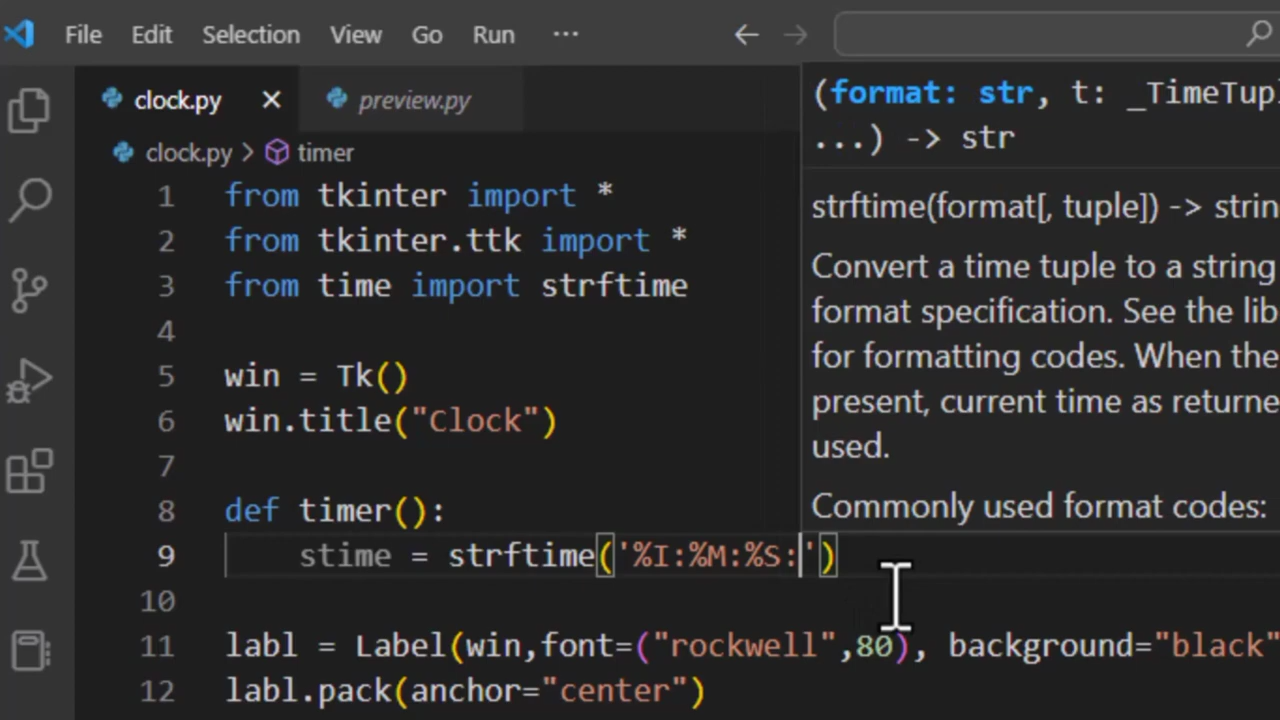 File Edit Selection View Go Run ...
clock.py preview.py
clock.py > timer
1 from tkinter import *
2 from tkinter.ttk import *
3 from time import strftime
4
5 win = Tk()
6 win.title("Clock")
7
8 def timer():
9 stime = strftime('%I:%M:%S:')
10
11 labl = Label(win,font=("rockwell",80), background="black"
12 labl.pack(anchor="center")
(format: str, t: _TimeTupl
...) -> str
strftime(format[, tuple]) -> strin
Convert a time tuple to a string
format specification. See the lib
for formatting codes. When the
present, current time as returne
used.
Commonly used format codes: